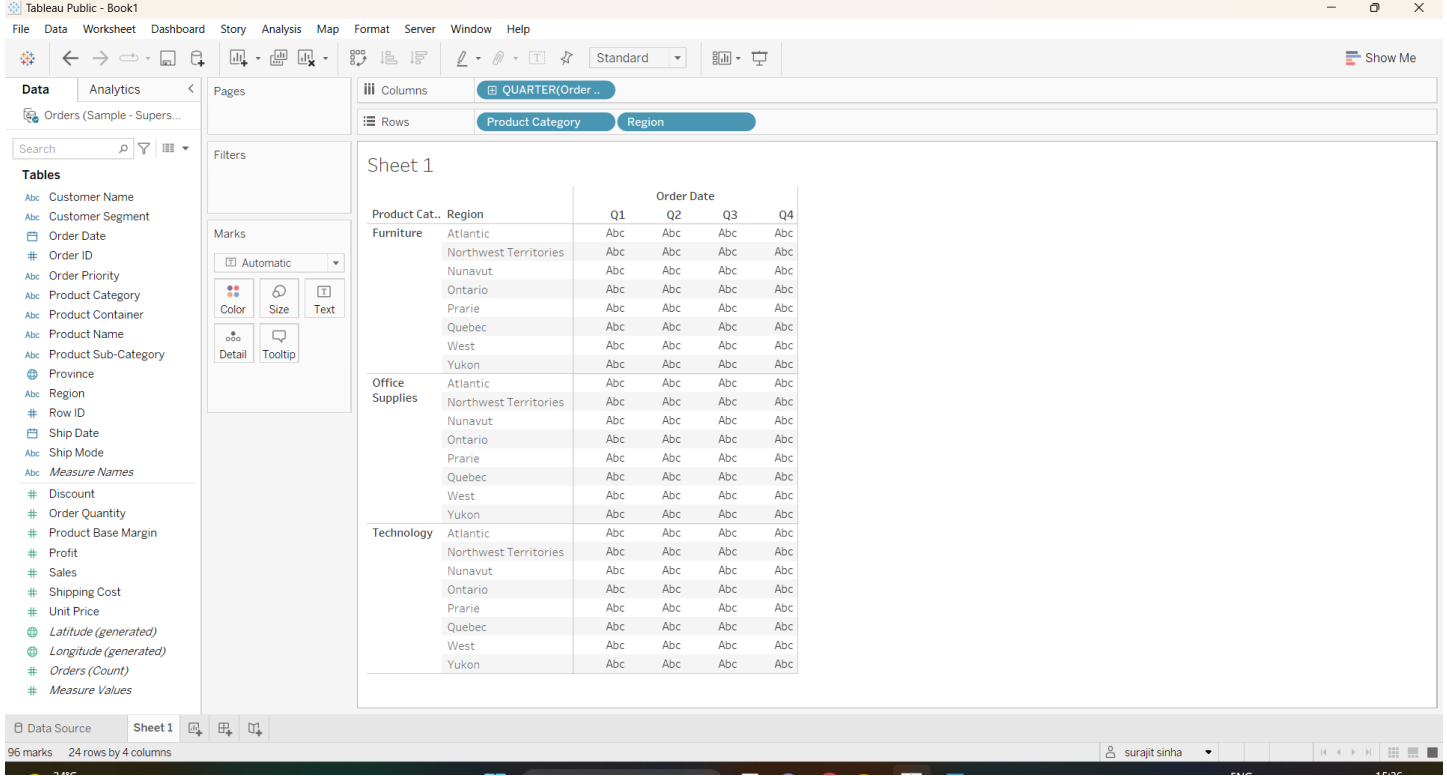 Tableau Public - Book1
File Data Worksheet Dashboard Story Analysis Map Format Server Window Help
Standard
Show Me
Data Analytics
Orders (Sample - Supers...
Search
Tables
Abc Customer Name
Abc Customer Segment
Order Date
# Order ID
Abc Order Priority
Abc Product Category
Abc Product Container
Abc Product Name
Abc Product Sub-Category
Province
Abc Region
# Row ID
Ship Date
Abc Ship Mode
Abc Measure Names
# Discount
# Order Quantity
# Product Base Margin
# Profit
# Sales
# Shipping Cost
# Unit Price
Latitude (generated)
Longitude (generated)
# Orders (Count)
# Measure Values
Pages
Filters
Marks
T Automatic
Color Size T Text
Detail Tooltip
Columns QUARTER(Order ..
Rows Product Category Region
Sheet 1
Order Date
Product Cat.. Region Q1 Q2 Q3 Q4
Furniture Atlantic Abc Abc Abc Abc
Northwest Territories Abc Abc Abc Abc
Nunavut Abc Abc Abc Abc
Ontario Abc Abc Abc Abc
Prarie Abc Abc Abc Abc
Quebec Abc Abc Abc Abc
West Abc Abc Abc Abc
Yukon Abc Abc Abc Abc
Office Supplies Atlantic Abc Abc Abc Abc
Northwest Territories Abc Abc Abc Abc
Nunavut Abc Abc Abc Abc
Ontario Abc Abc Abc Abc
Prarie Abc Abc Abc Abc
Quebec Abc Abc Abc Abc
West Abc Abc Abc Abc
Yukon Abc Abc Abc Abc
Technology Atlantic Abc Abc Abc Abc
Northwest Territories Abc Abc Abc Abc
Nunavut Abc Abc Abc Abc
Ontario Abc Abc Abc Abc
Prarie Abc Abc Abc Abc
Quebec Abc Abc Abc Abc
West Abc Abc Abc Abc
Yukon Abc Abc Abc Abc
Data Source Sheet 1
96 marks 24 rows by 4 columns
surajit sinha